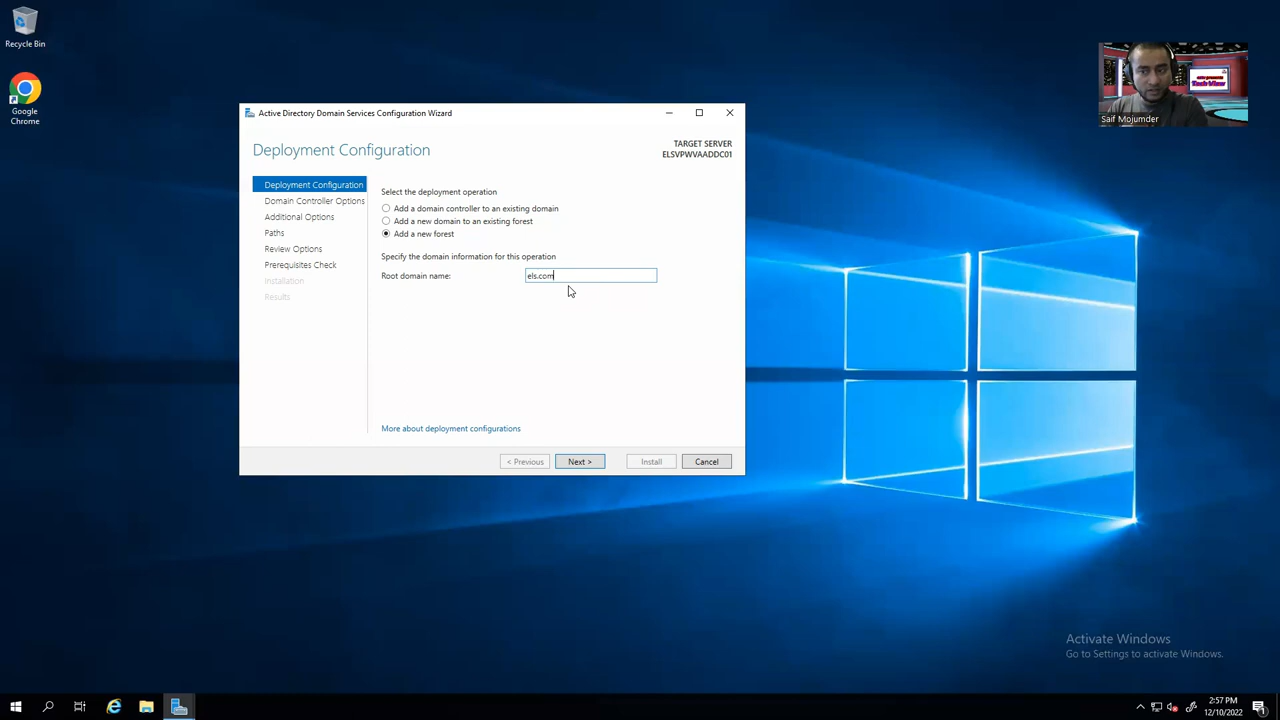 Recycle Bin
Google
Chrome
Active Directory Domain Services Configuration Wizard
Deployment Configuration
TARGET SERVER
ELSVPWVAADDC01
Deployment Configuration
Domain Controller Options
Additional Options
Paths
Review Options
Prerequisites Check
Installation
Results
Select the deployment operation
Add a domain controller to an existing domain
Add a new domain to an existing forest
Add a new forest
Specify the domain information for this operation
Root domain name:
els.com
More about deployment configurations
< Previous
Next >
Install
Cancel
Tech View
Saif Mojumder
Activate Windows
Go to Settings to activate Windows.
2:57 PM
12/10/2022